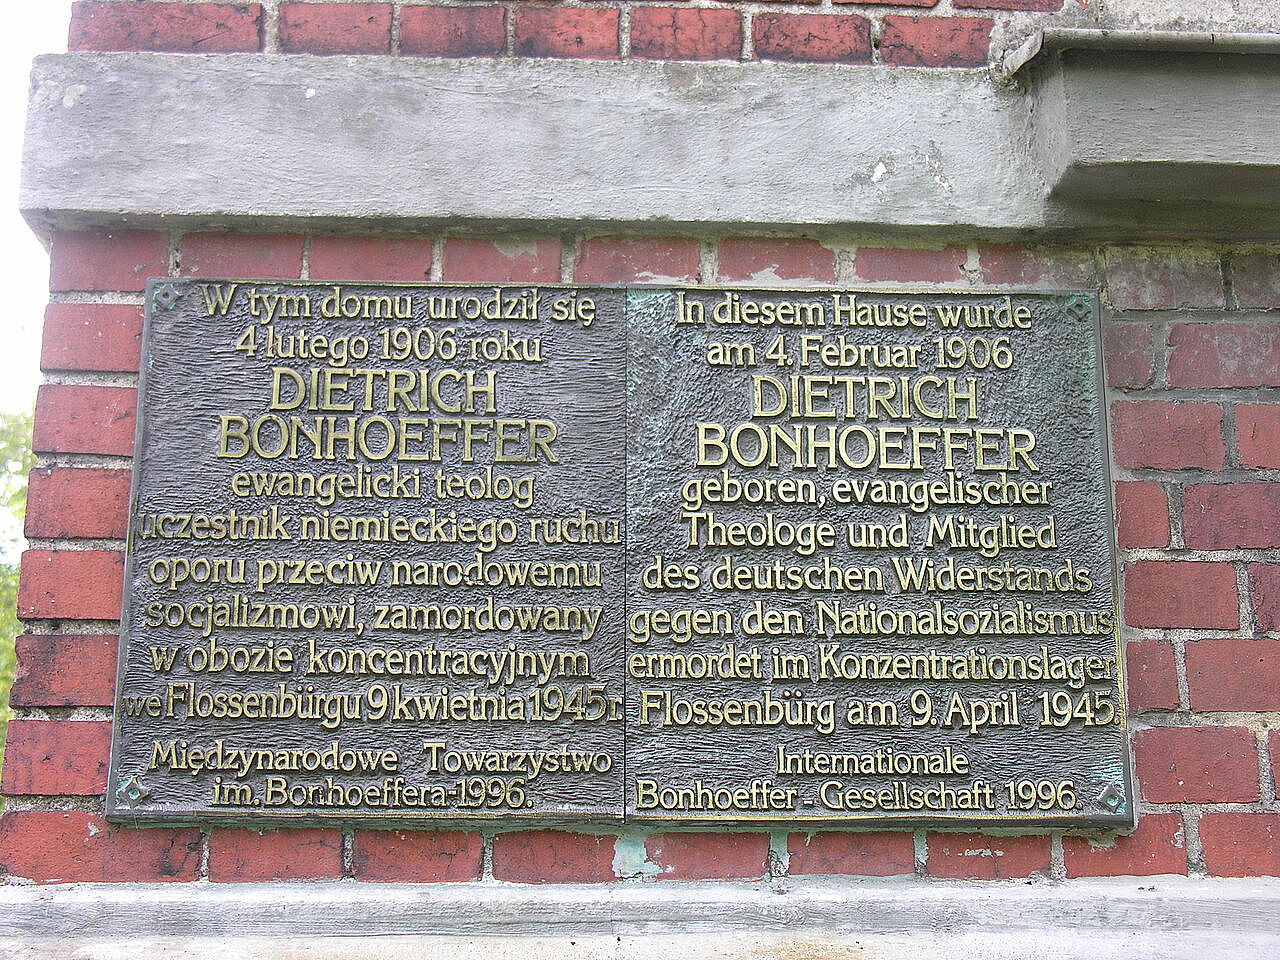 W tym domu urodził się
4 lutego 1906 roku
DIETRICH
BONHOEFFER
ewangelicki teolog
uczestnik niemieckiego ruchu
oporu przeciw narodowemu
socjalizmowi, zamordowany
w obozie koncentracyjnym
we Flossenbürgu 9 kwietnia 1945 r.
Międzynarodowe Towarzystwo
im. Bonhoeffera-1996.
In diesem Hause wurde
am 4. Februar 1906
DIETRICH
BONHOEFFER
geboren, evangelischer
Theologe und Mitglied
des deutschen Widerstands
gegen den Nationalsozialismus
ermordet im Konzentrationslager
Flossenbürg am 9. April 1945.
Internationale
Bonhoeffer-Gesellschaft 1996.